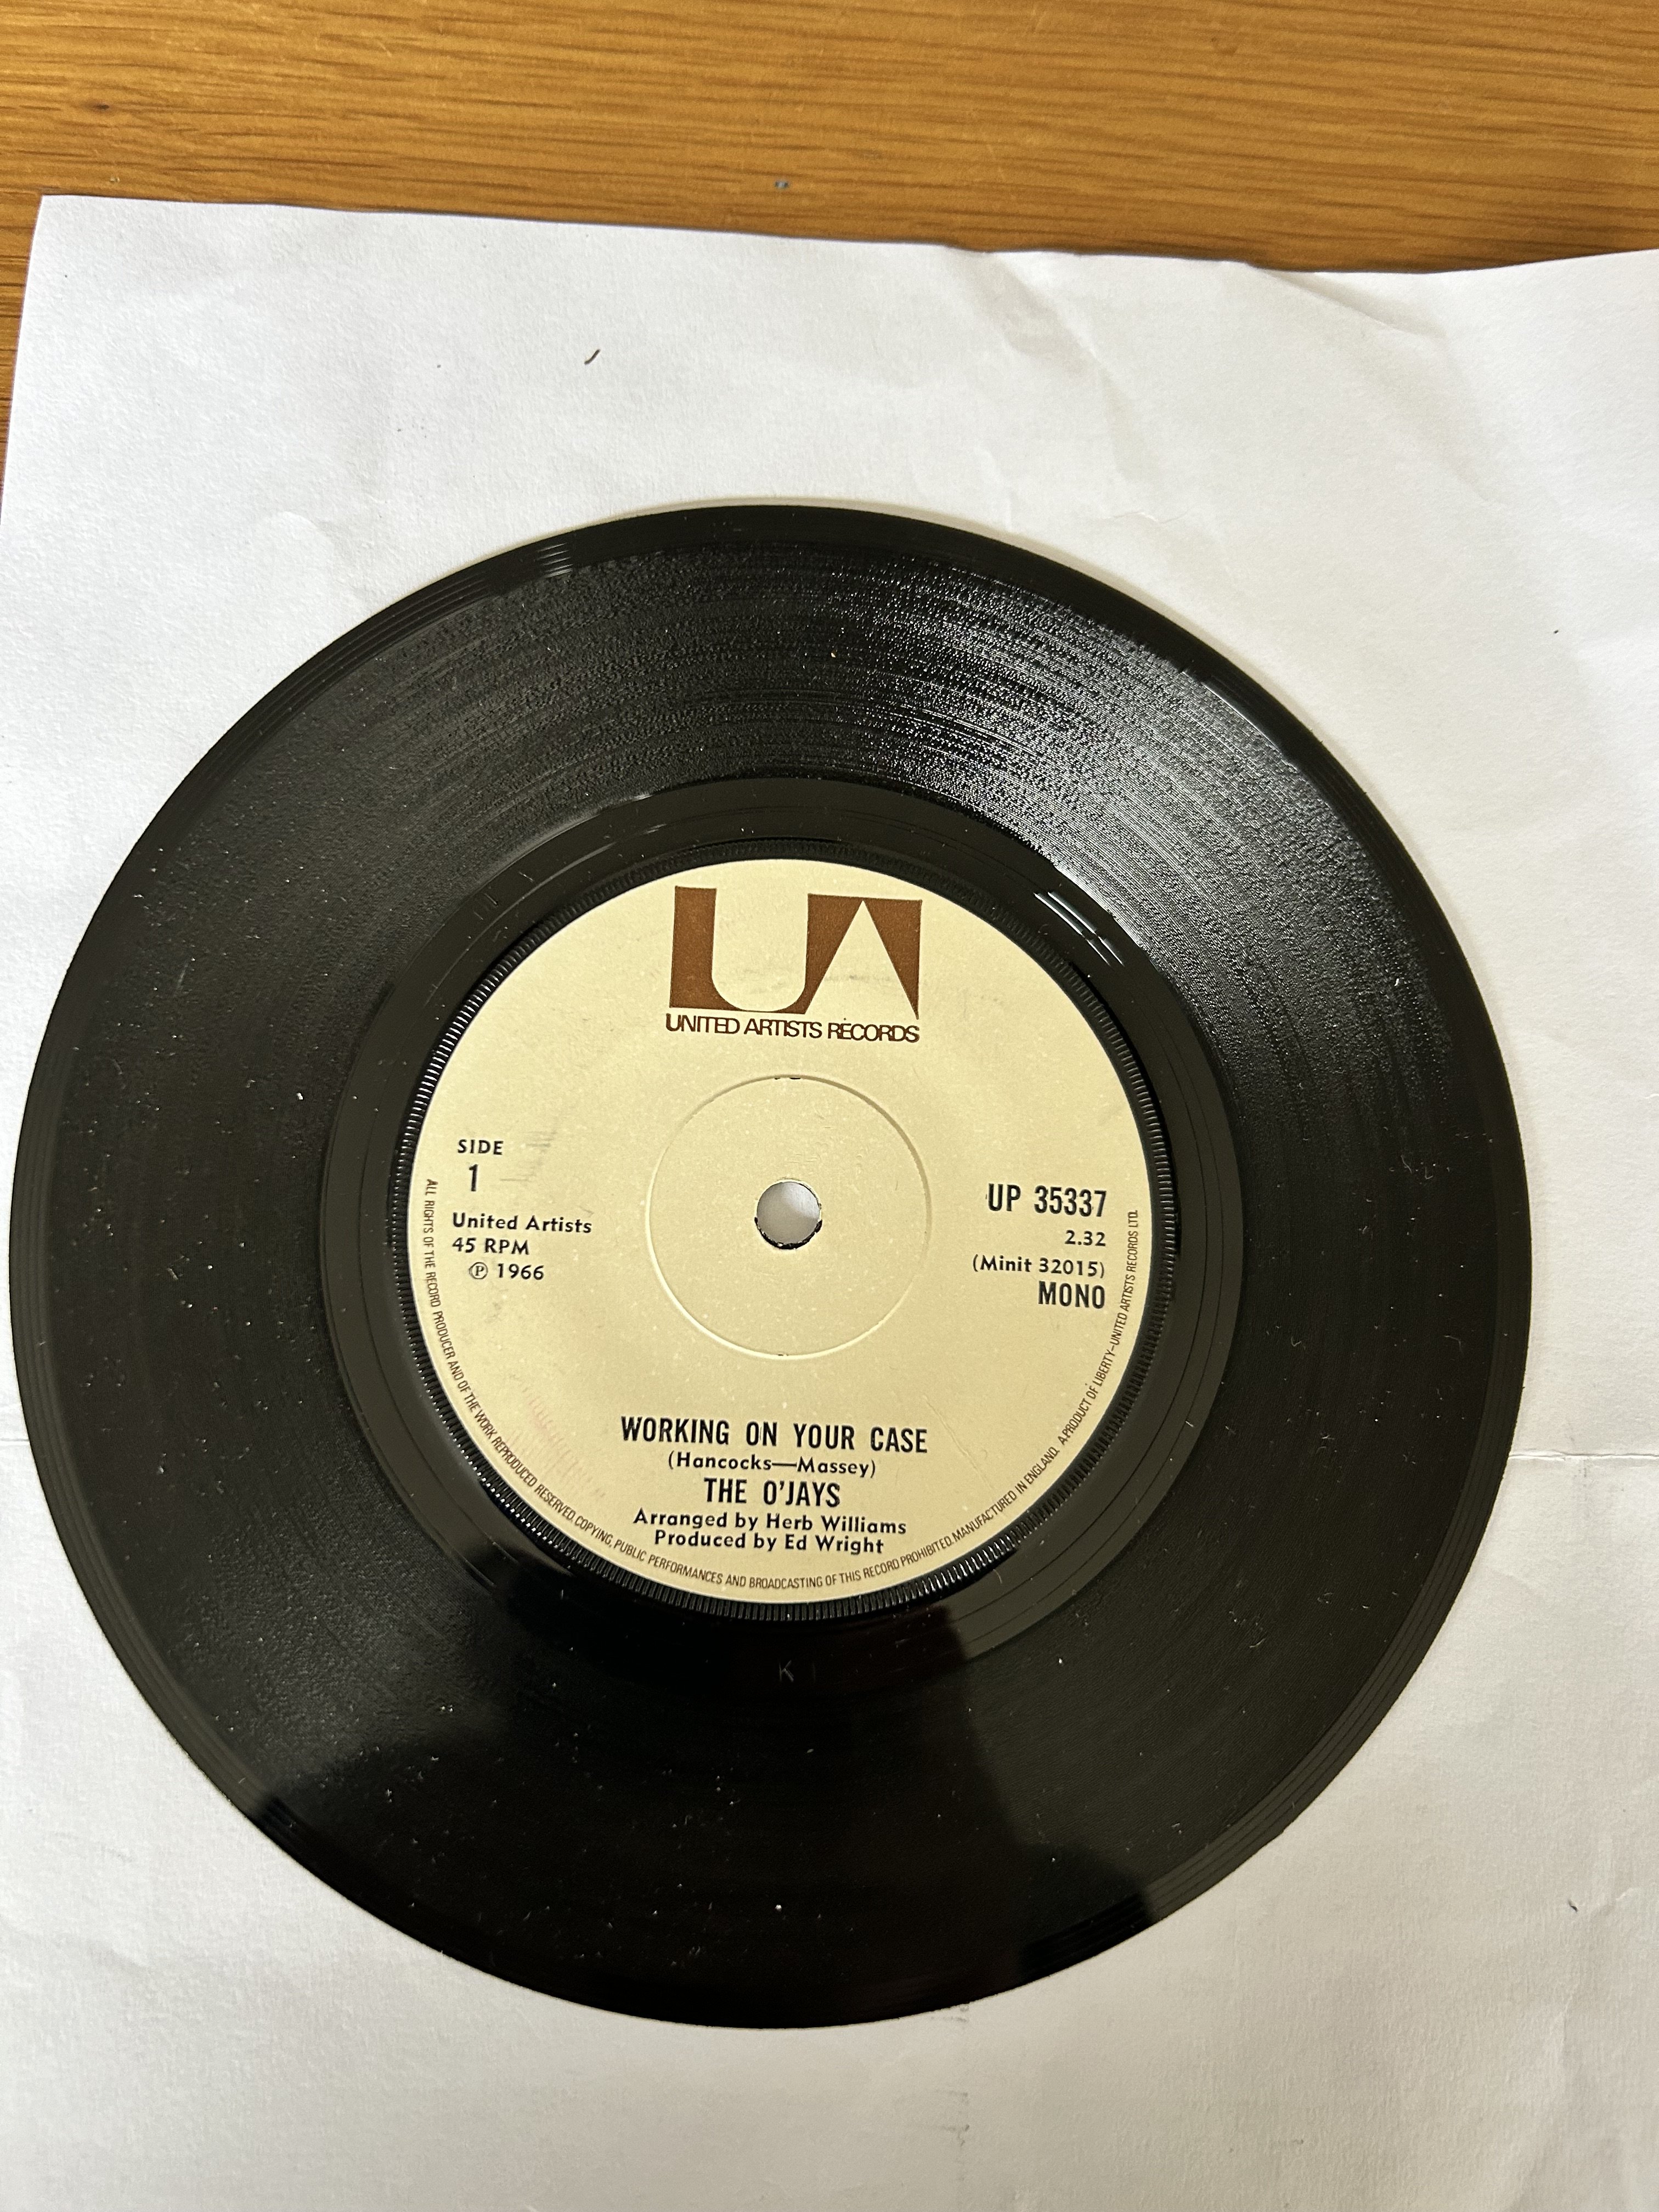 UA
UNITED ARTISTS RECORDS
SIDE
1
United Artists
45 RPM
℗ 1966
UP 35337
2.32
(Minit 32015)
MONO
WORKING ON YOUR CASE
(Hancocks—Massey)
THE O'JAYS
Arranged by Herb Williams
Produced by Ed Wright
ALL RIGHTS OF THE RECORD PRODUCER AND OF THE WORK REPRODUCED RESERVED. COPYING, PUBLIC PERFORMANCES AND BROADCASTING OF THIS RECORD PROHIBITED. MANUFACTURED IN ENGLAND. A PRODUCT OF LIBERTY–UNITED ARTISTS RECORDS LTD.
K